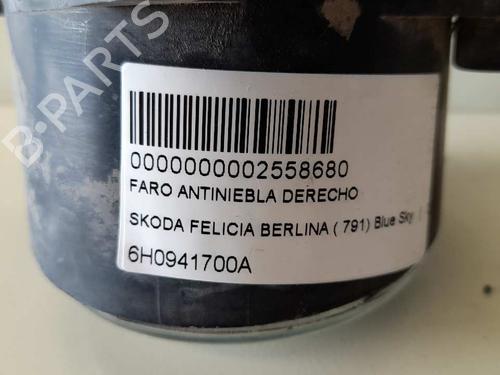 B-PARTS
0000000002558680
FARO ANTINIEBLA DERECHO
SKODA FELICIA BERLINA ( 791) Blue Sky
6H0941700A